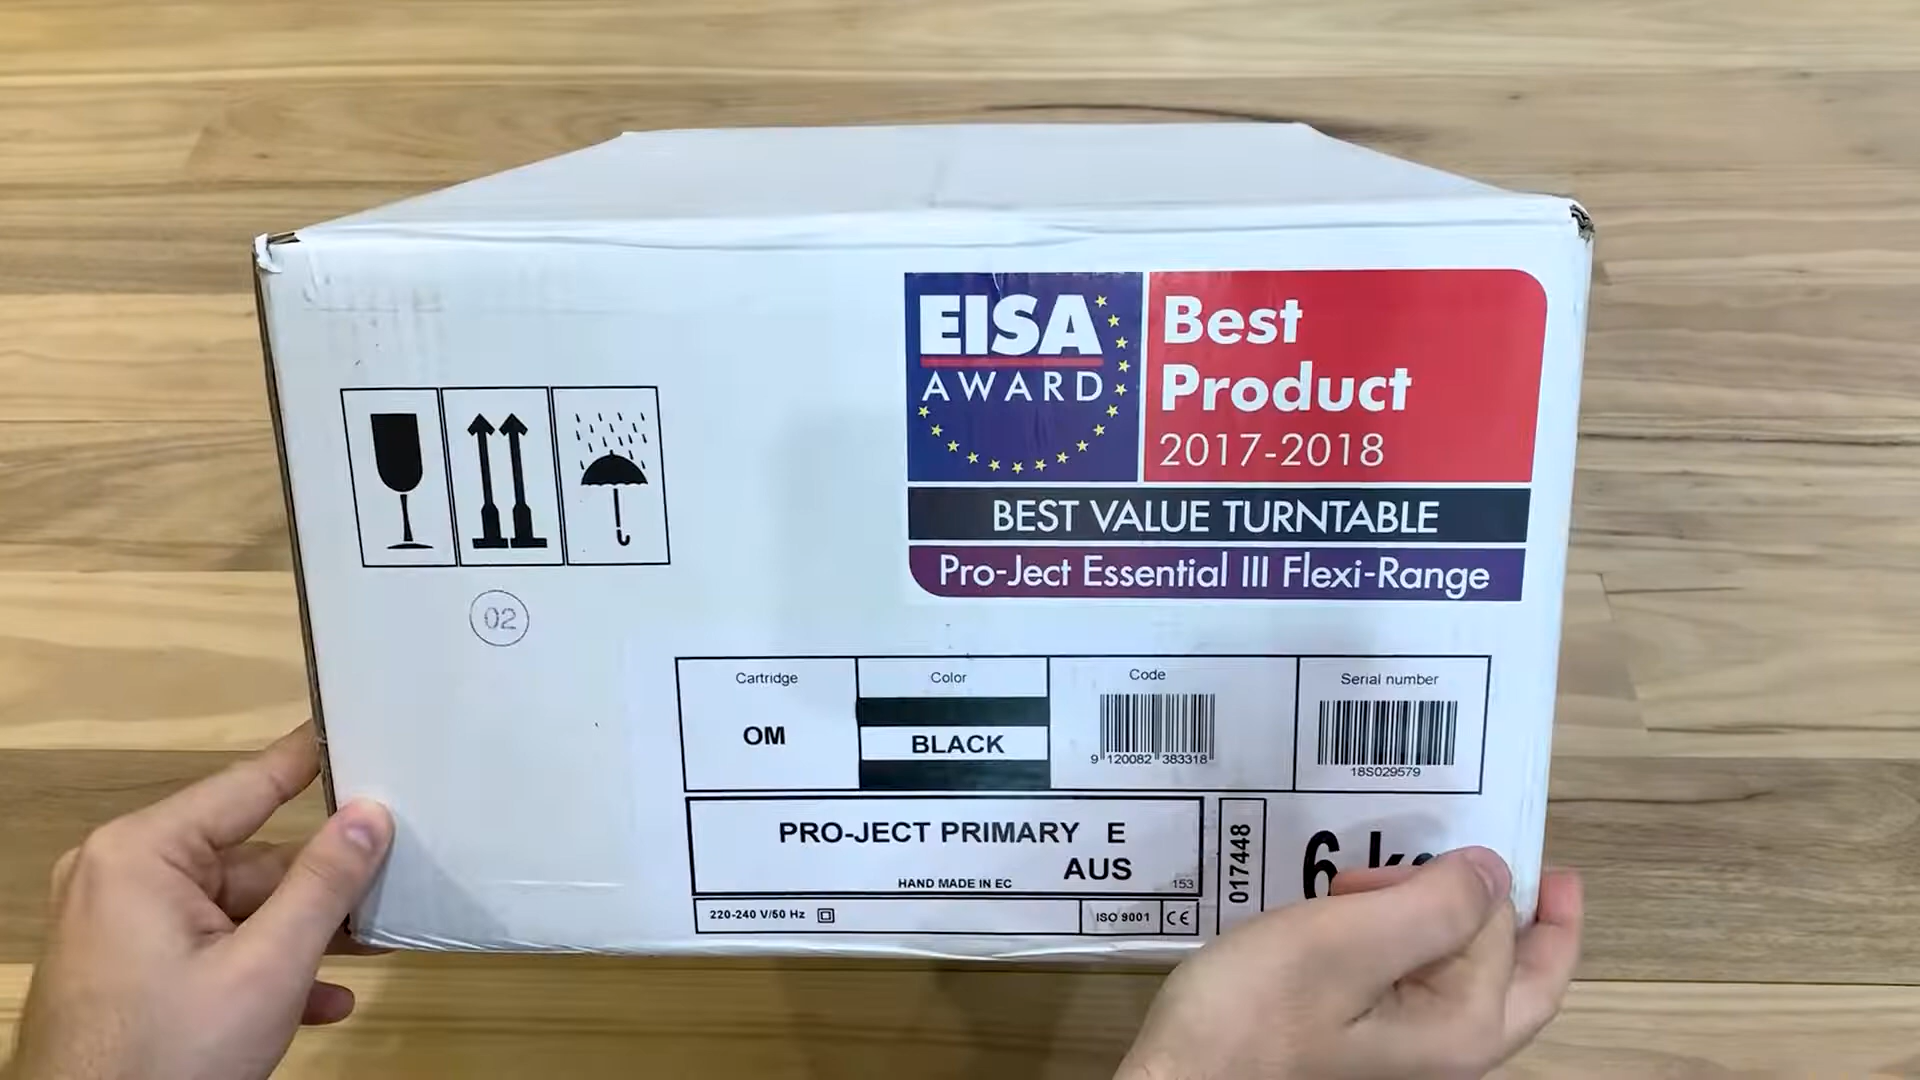 EISA
AWARD
Best
Product
2017-2018
BEST VALUE TURNTABLE
Pro-Ject Essential III Flexi-Range
02
Cartridge
OM
Color
BLACK
Code
9 120082 383318
Serial number
18S029579
PRO-JECT PRIMARY E
AUS
HAND MADE IN EC
153
017448
6
220-240 V/50 Hz
ISO 9001
CE